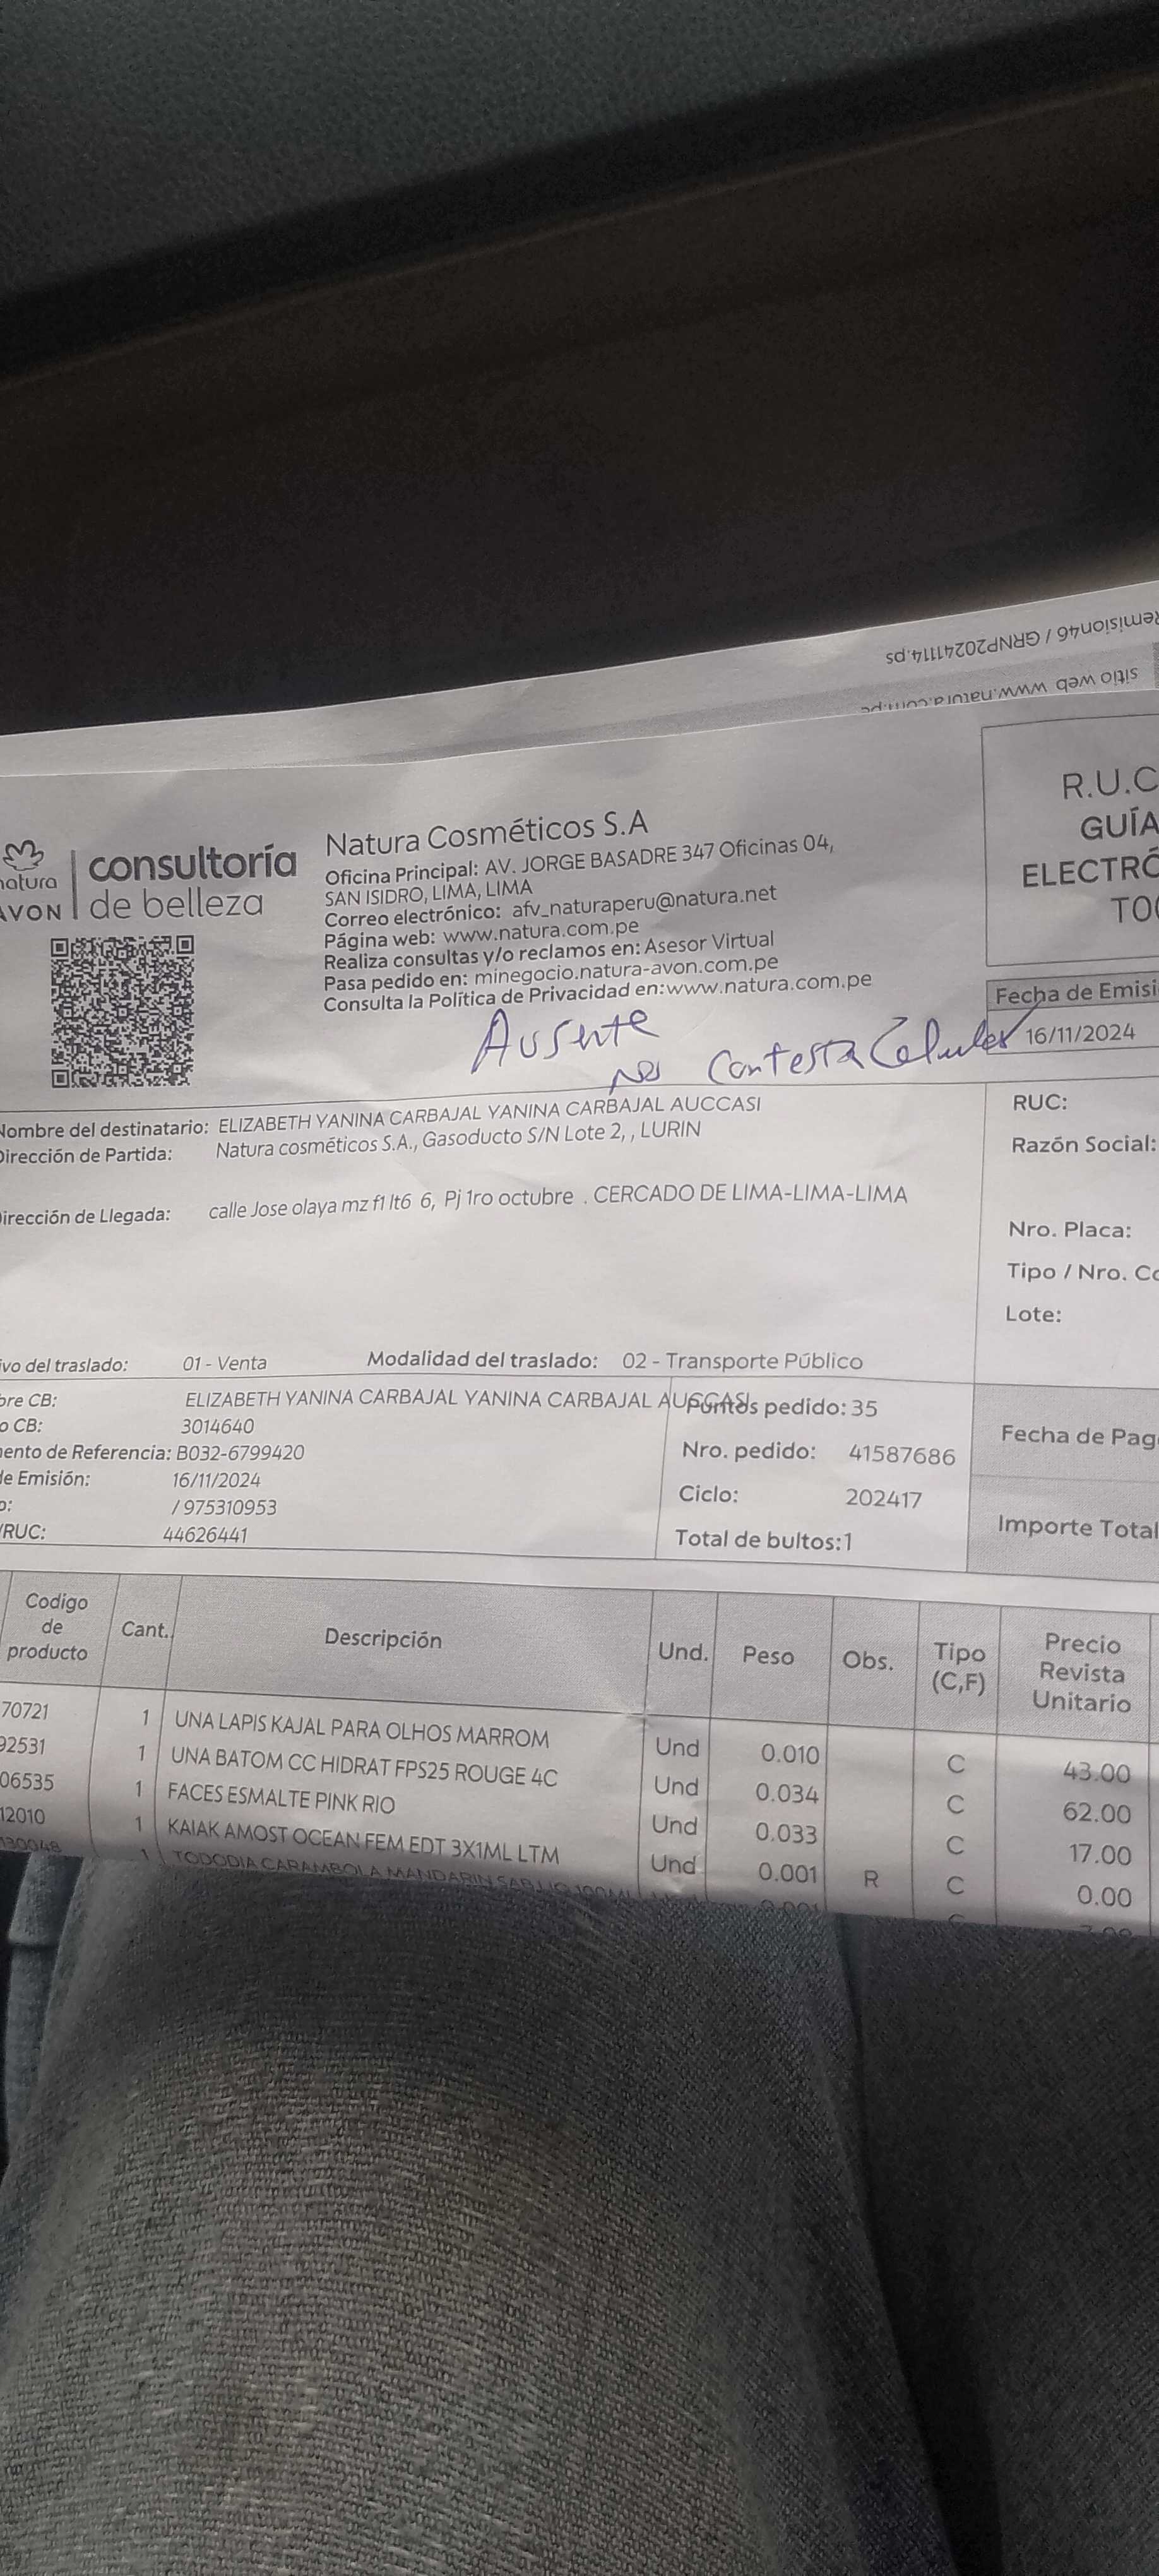 Remision46 / GRNP20241114.ps
sitio web www.natura.com.pe
natura
AVON
consultoría
de belleza
Natura Cosméticos S.A
Oficina Principal: AV. JORGE BASADRE 347 Oficinas 04,
SAN ISIDRO, LIMA, LIMA
Correo electrónico: afv_naturaperu@natura.net
Página web: www.natura.com.pe
Realiza consultas y/o reclamos en: Asesor Virtual
Pasa pedido en: minegocio.natura-avon.com.pe
Consulta la Política de Privacidad en:www.natura.com.pe
R.U.C
GUÍA
ELECTRÓ
T00
Fecha de Emisi
16/11/2024
Ausente
No Contesta Celular
Nombre del destinatario: ELIZABETH YANINA CARBAJAL YANINA CARBAJAL AUCCASI
Dirección de Partida: Natura cosméticos S.A., Gasoducto S/N Lote 2, , LURIN
Dirección de Llegada: calle Jose olaya mz f1 lt6 6, Pj 1ro octubre . CERCADO DE LIMA-LIMA-LIMA
RUC:
Razón Social:
Nro. Placa:
Tipo / Nro. Co
Lote:
ivo del traslado: 01 - Venta Modalidad del traslado: 02 - Transporte Público
bre CB: ELIZABETH YANINA CARBAJAL YANINA CARBAJAL AUCCASI
o CB: 3014640
mento de Referencia: B032-6799420
de Emisión: 16/11/2024
o: / 975310953
/RUC: 44626441
Puntos pedido: 35
Nro. pedido: 41587686
Ciclo: 202417
Total de bultos:1
Fecha de Pag
Importe Total
Codigo de producto Cant. Descripción Und. Peso Obs. Tipo (C,F) Precio Revista Unitario
70721 1 UNA LAPIS KAJAL PARA OLHOS MARROM Und 0.010 C 43.00
92531 1 UNA BATOM CC HIDRAT FPS25 ROUGE 4C Und 0.034 C 62.00
06535 1 FACES ESMALTE PINK RIO Und 0.033 C 17.00
12010 1 KAIAK AMOST OCEAN FEM EDT 3X1ML LTM Und 0.001 R C 0.00
130048 1 TODODIA CARAMBOLA MANDARIN SAB LIQ 100ML 0.001 C